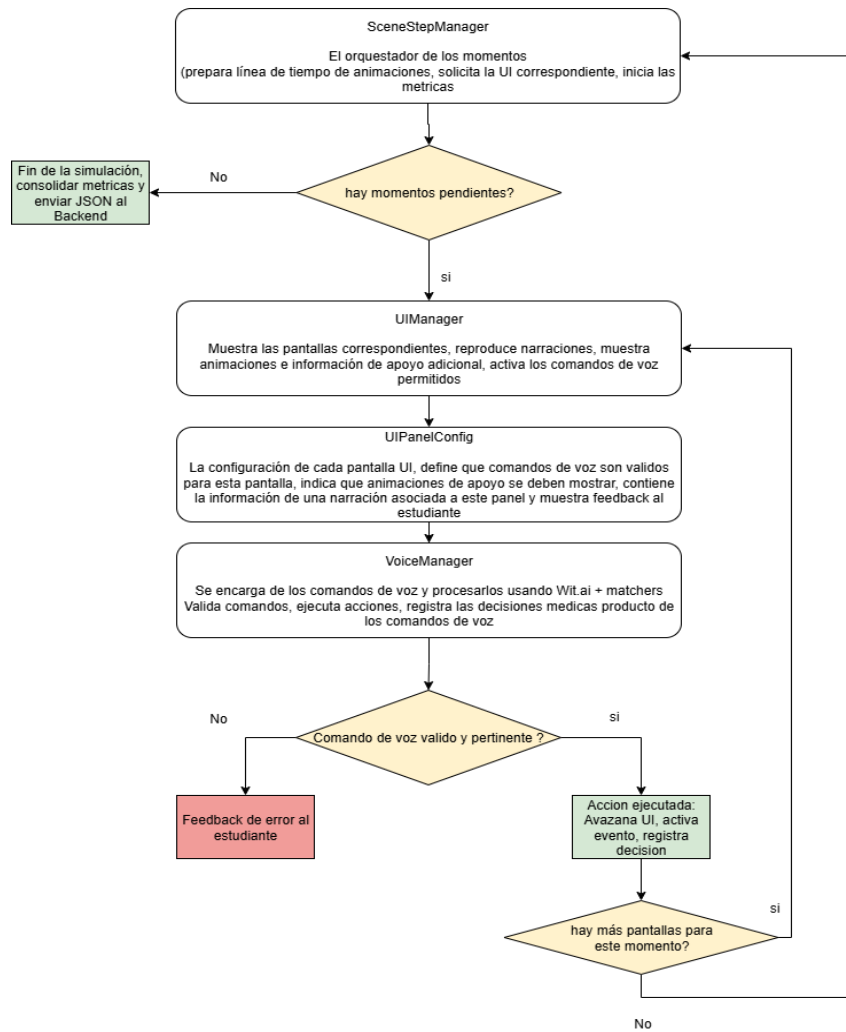 SceneStepManager
El orquestador de los momentos
(prepara línea de tiempo de animaciones, solicita la UI correspondiente, inicia las
metricas
No
Fin de la simulación,
consolidar metricas y
enviar JSON al
Backend
hay momentos pendientes?
si
UIManager
Muestra las pantallas correspondientes, reproduce narraciones, muestra
animaciones e información de apoyo adicional, activa los comandos de voz
permitidos
UIPanelConfig
La configuración de cada pantalla UI, define que comandos de voz son validos
para esta pantalla, indica que animaciones de apoyo se deben mostrar, contiene
la información de una narración asociada a este panel y muestra feedback al
estudiante
VoiceManager
Se encarga de los comandos de voz y procesarlos usando Wit.ai + matchers
Valida comandos, ejecuta acciones, registra las decisiones medicas producto de
los comandos de voz
No
si
Comando de voz valido y pertinente ?
Feedback de error al
estudiante
Accion ejecutada:
Avazana UI, activa
evento, registra
decision
si
hay más pantallas para
este momento?
No